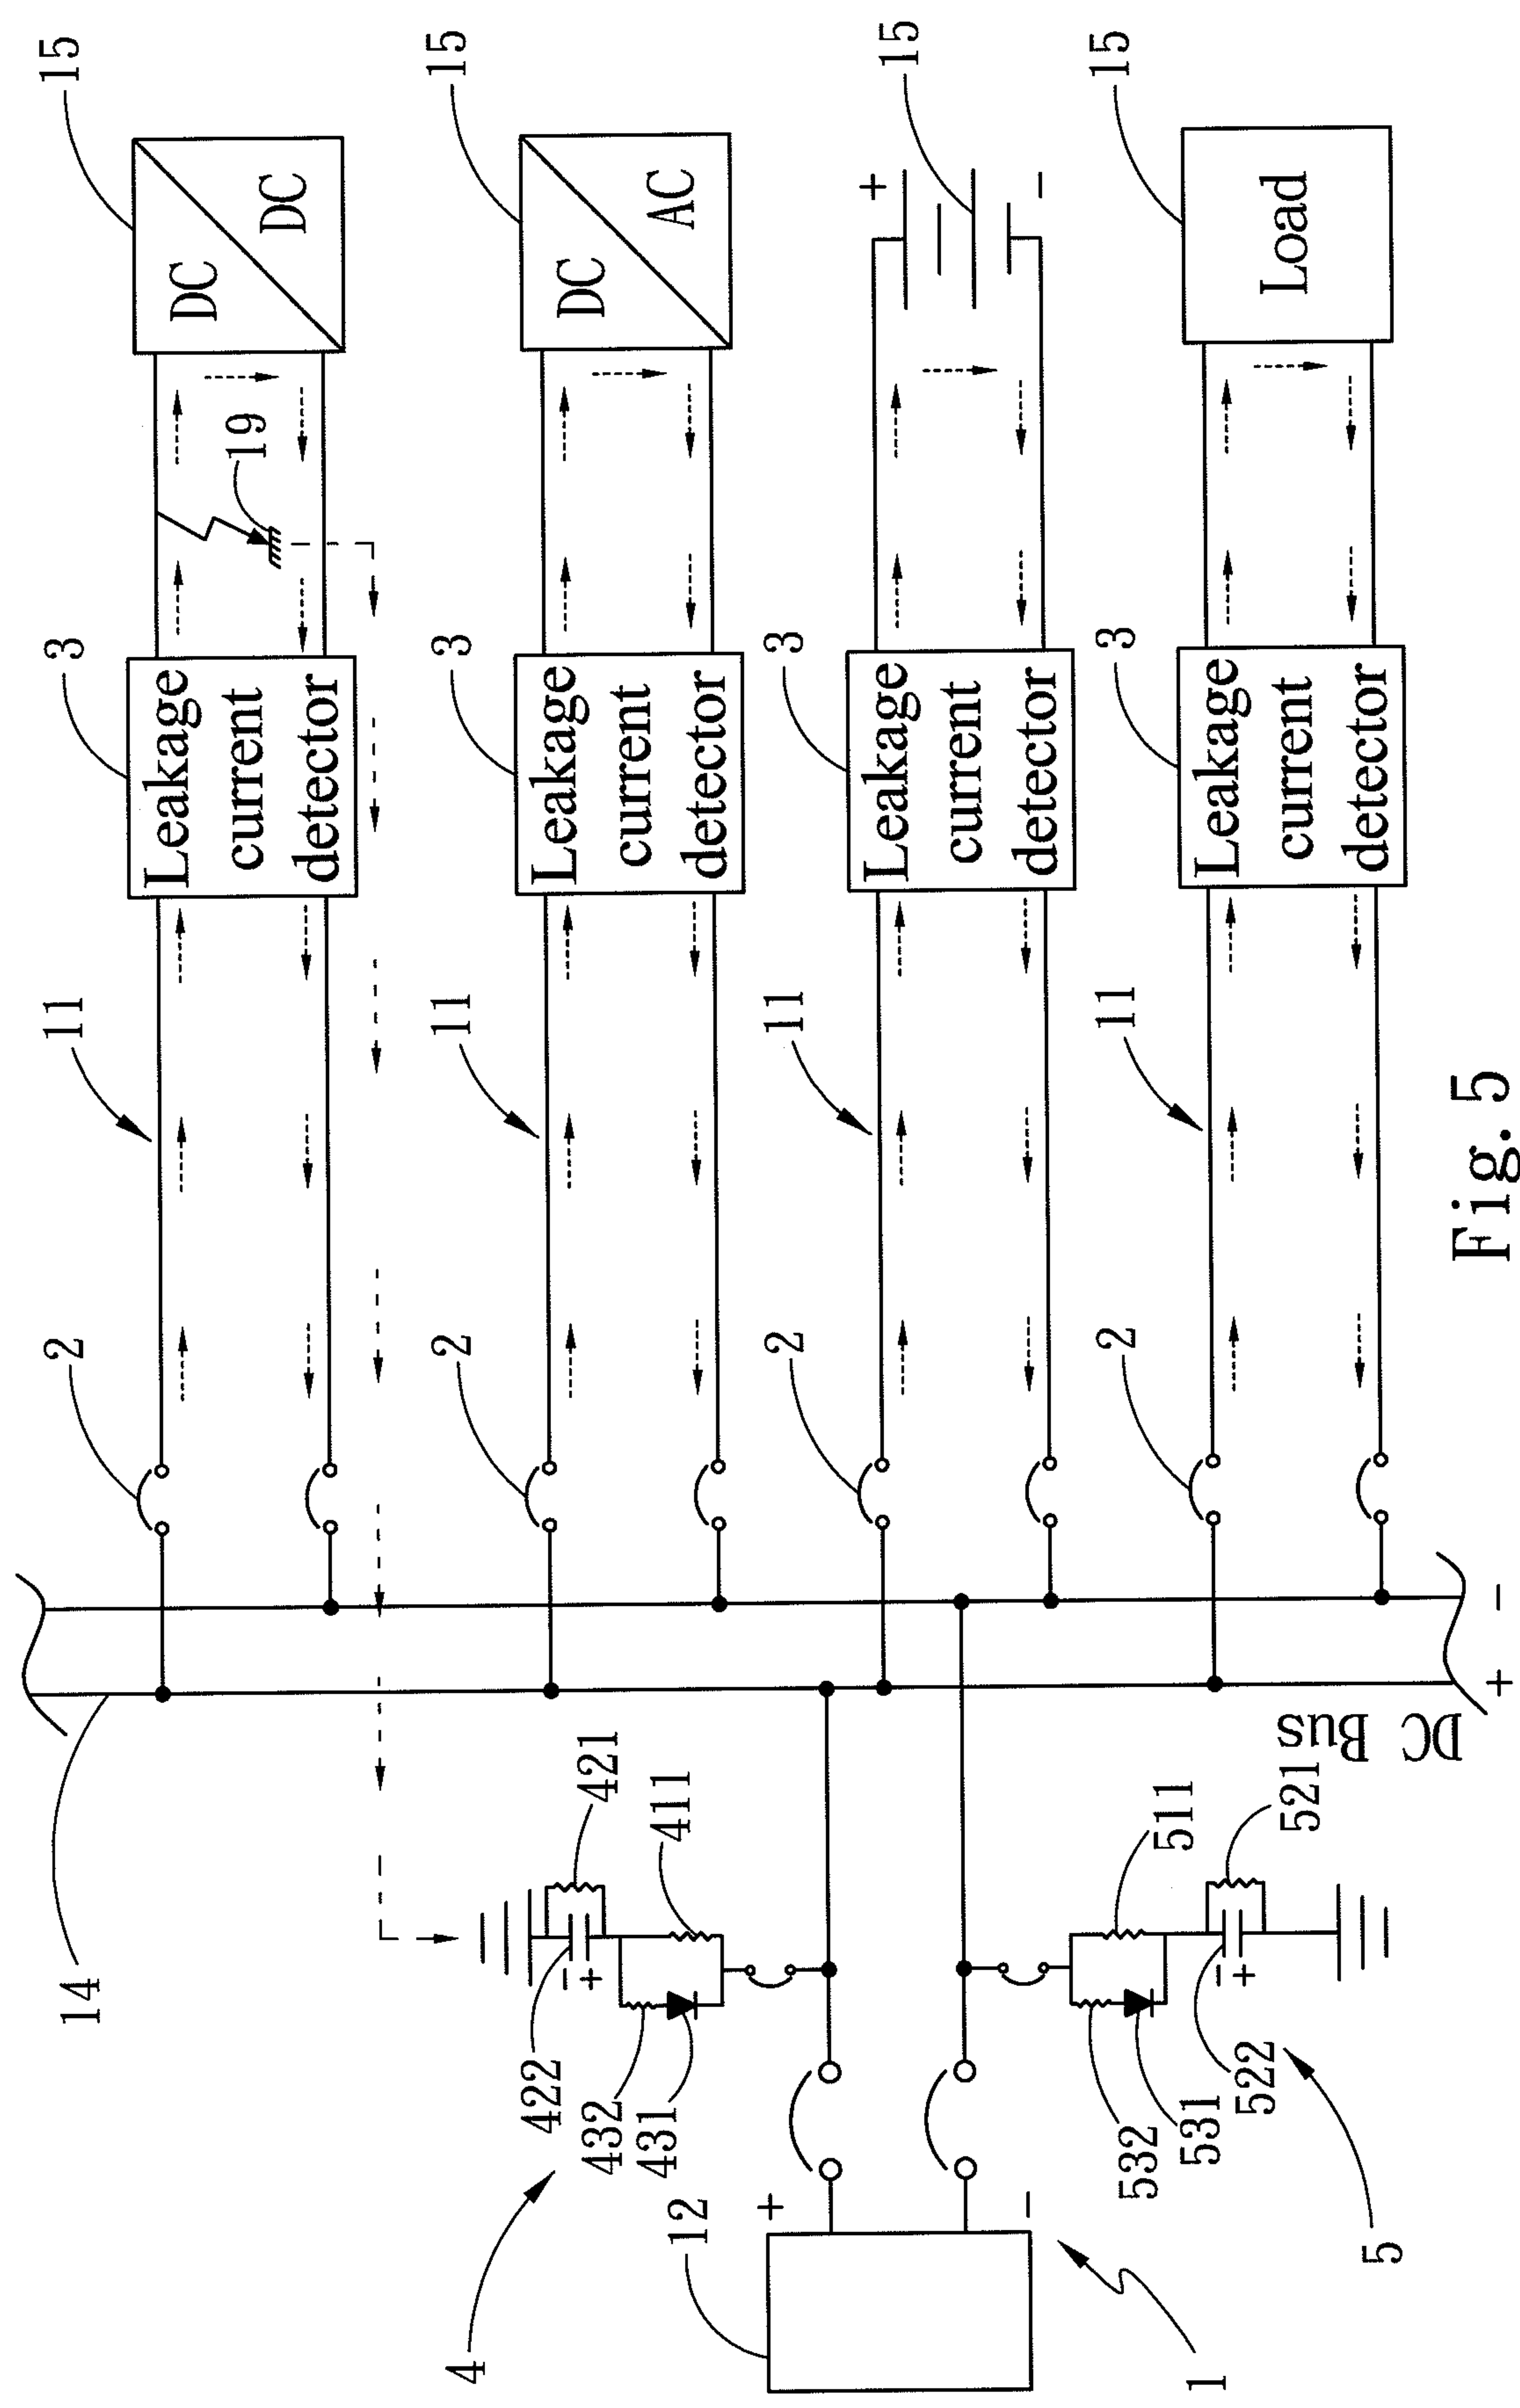 15
DC
DC
19
3
Leakage
current
detector
11
2
15
DC
AC
3
Leakage
current
detector
11
2
15
+
-
3
Leakage
current
detector
11
2
15
Load
3
Leakage
current
detector
11
2
14
DC Bus
+
-
421
411
422
-
+
432
431
4
511
521
-
+
522
532
531
5
12
+
-
1
Fig. 5